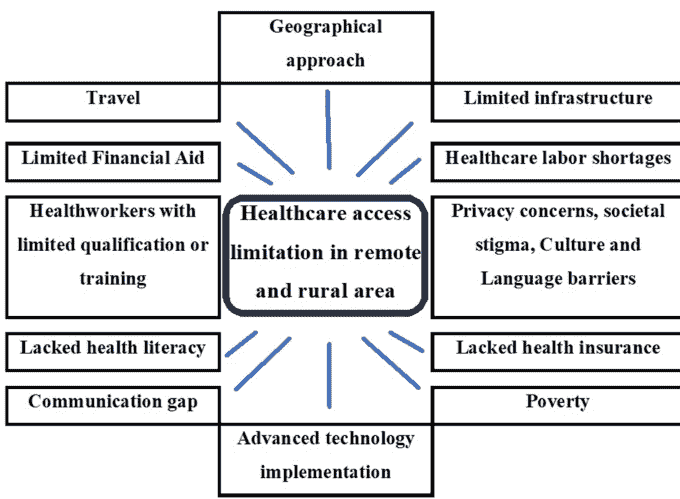 Geographical
approach
Travel
Limited infrastructure
Limited Financial Aid
Healthcare labor shortages
Healthworkers with
limited qualification or
training
Healthcare access
limitation in remote
and rural area
Privacy concerns, societal
stigma, Culture and
Language barriers
Lacked health literacy
Lacked health insurance
Communication gap
Poverty
Advanced technology
implementation